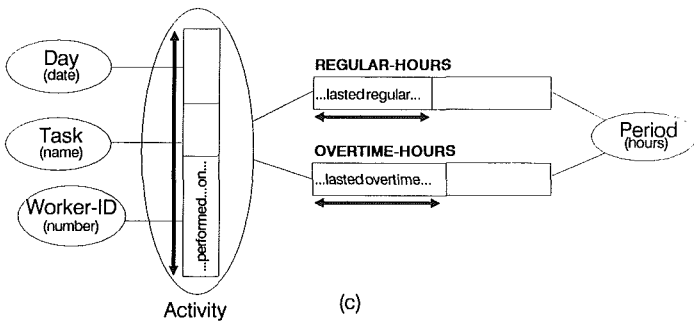 Day
(date)
Task
(name)
Worker-ID
(number)
...performed...on...
Activity
REGULAR-HOURS
...lasted regular...
OVERTIME-HOURS
...lasted overtime...
Period
(hours)
(c)